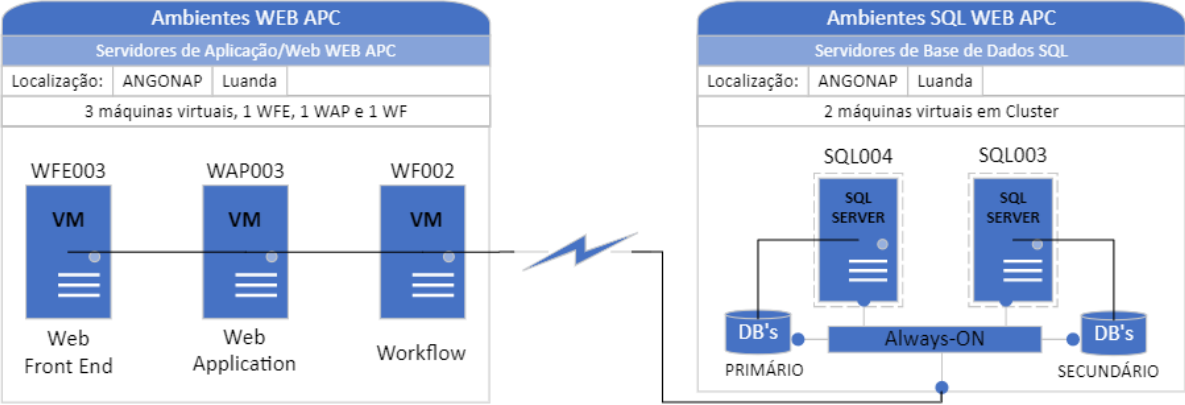 Ambientes WEB APC
Servidores de Aplicação/Web WEB APC
Localização: ANGONAP Luanda
3 máquinas virtuais, 1 WFE, 1 WAP e 1 WF
WFE003 WAP003 WF002
VM VM VM
Web
Front End
Web
Application
Workflow
Ambientes SQL WEB APC
Servidores de Base de Dados SQL
Localização: ANGONAP Luanda
2 máquinas virtuais em Cluster
SQL004 SQL003
SQL
SERVER
SQL
SERVER
DB's Always-ON DB's
PRIMÁRIO SECUNDÁRIO